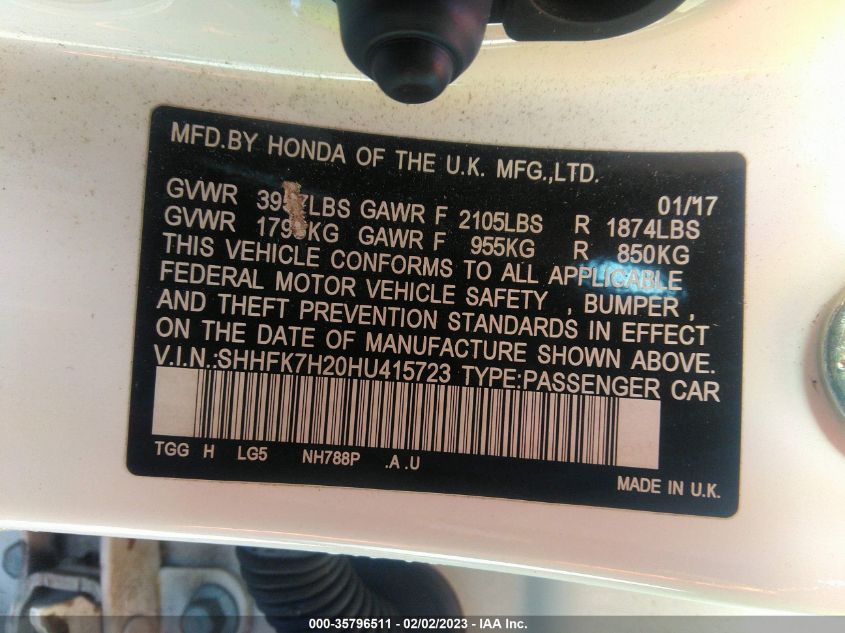 MFD.BY HONDA OF THE U.K. MFG.,LTD.
01/'17
GVWR GAWR F 2105LBS R 1874LBS
GVWR GAWR F 955KG R 850KG
THIS VEHICLE CONFORMS TO ALL APPLICABLE
FEDERAL MOTOR VEHICLE SAFETY , BUMPER ,
AND THEFT PREVENTION STANDARDS IN EFFECT
ON THE DATE OF MANUFACTURE SHOWN ABOVE.
V.I.N.:SHHFK7H20HU415723 TYPE:PASSENGER CAR
TGG H LG5 NH788P .A .U
MADE IN U.K.
000-35796511 - 02/02/2023 - IAA Inc.